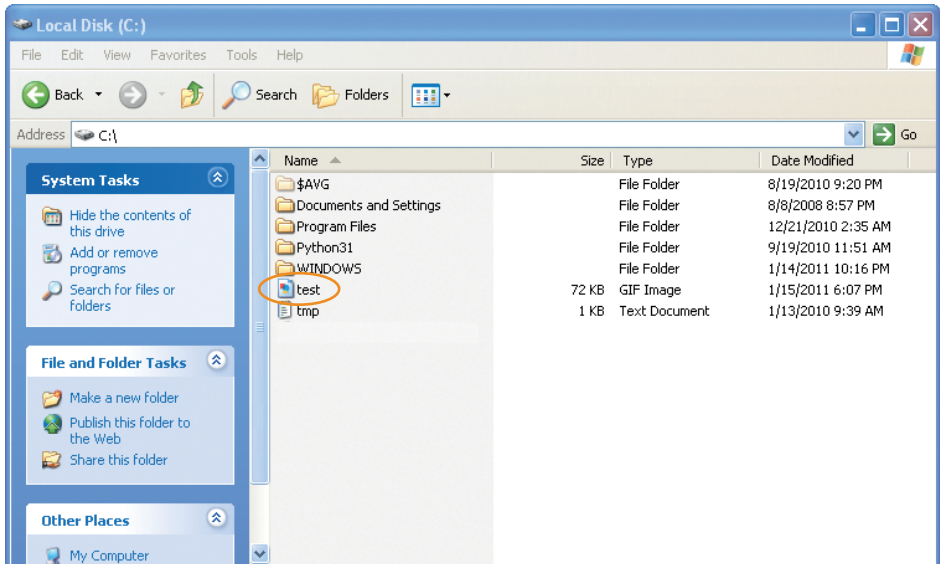 Local Disk (C:)
File Edit View Favorites Tools Help
Back Search Folders
Address C:\ Go
System Tasks
Hide the contents of
this drive
Add or remove
programs
Search for files or
folders
File and Folder Tasks
Make a new folder
Publish this folder to
the Web
Share this folder
Other Places
My Computer
Name Size Type Date Modified
$AVG File Folder 8/19/2010 9:20 PM
Documents and Settings File Folder 8/8/2008 8:57 PM
Program Files File Folder 12/21/2010 2:35 AM
Python31 File Folder 9/19/2010 11:51 AM
WINDOWS File Folder 1/14/2011 10:16 PM
test 72 KB GIF Image 1/15/2011 6:07 PM
tmp 1 KB Text Document 1/13/2010 9:39 AM